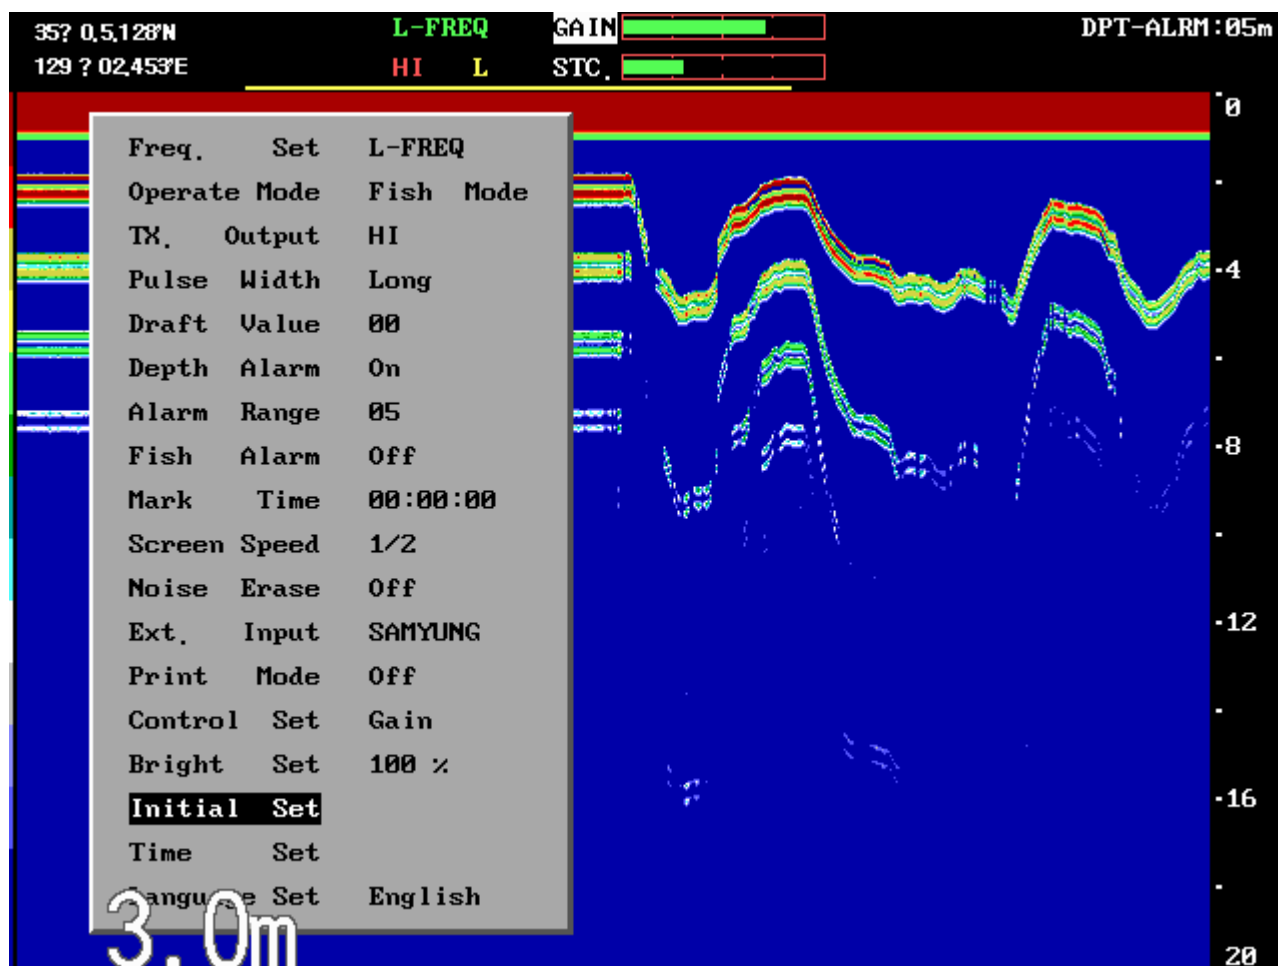 35? 0,5,128'N L-FREQ GAIN DPT-ALRM:05m
129 ? 02,453'E HI L STC.
0
Freq. Set L-FREQ
Operate Mode Fish Mode
TX. Output HI
-4
Pulse Width Long
Draft Value 00
Depth Alarm On
Alarm Range 05
-8
Fish Alarm Off
Mark Time 00:00:00
Screen Speed 1/2
Noise Erase Off
-12
Ext. Input SAMYUNG
Print Mode Off
Control Set Gain
Bright Set 100 %
-16
Initial Set
Time Set
Language Set English
3.0m
20